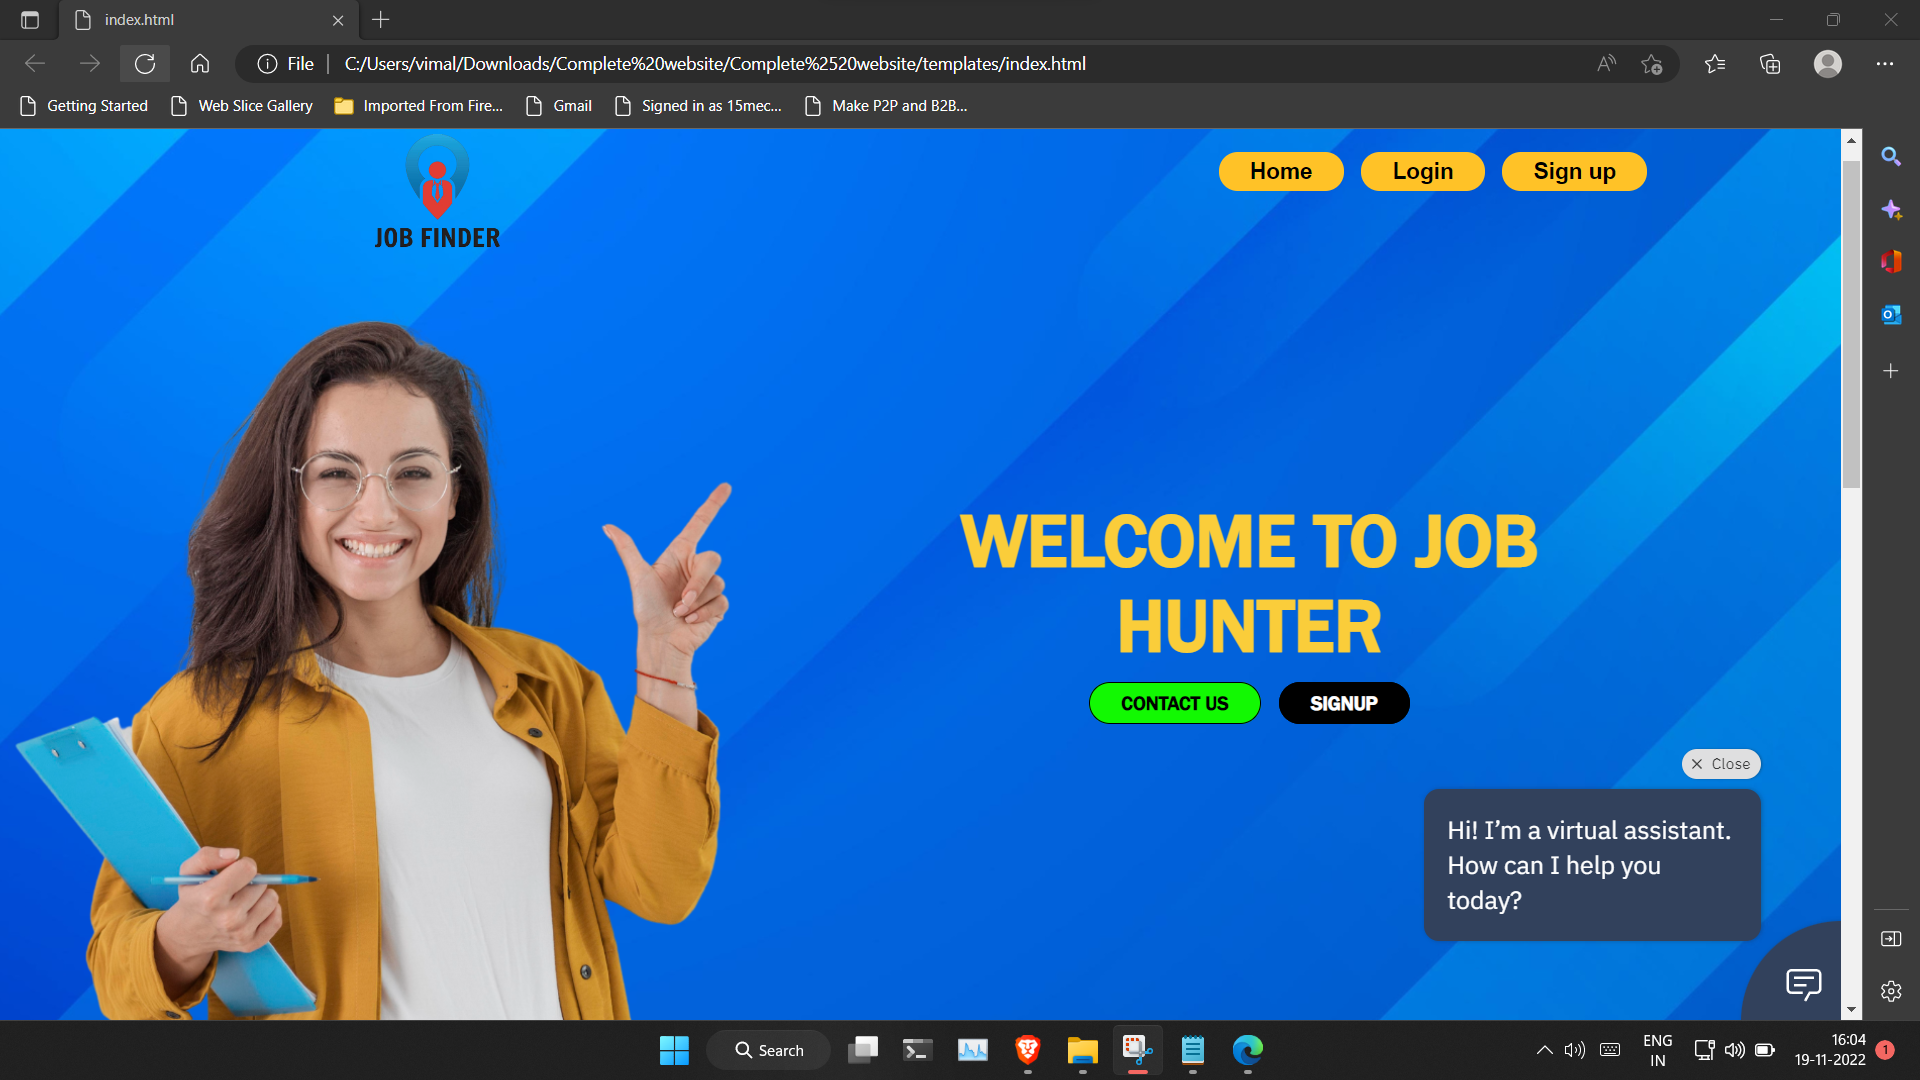 index.html
File
C:/Users/vimal/Downloads/Complete%20website/Complete%2520website/templates/index.html
Getting Started
Web Slice Gallery
Imported From Fire...
Gmail
Signed in as 15mec...
Make P2P and B2B...
JOB FINDER
Home
Login
Sign up
WELCOME TO JOB
HUNTER
CONTACT US
SIGNUP
Close
Hi! I’m a virtual assistant.
How can I help you
today?
Search
ENG
IN
16:04
19-11-2022
1